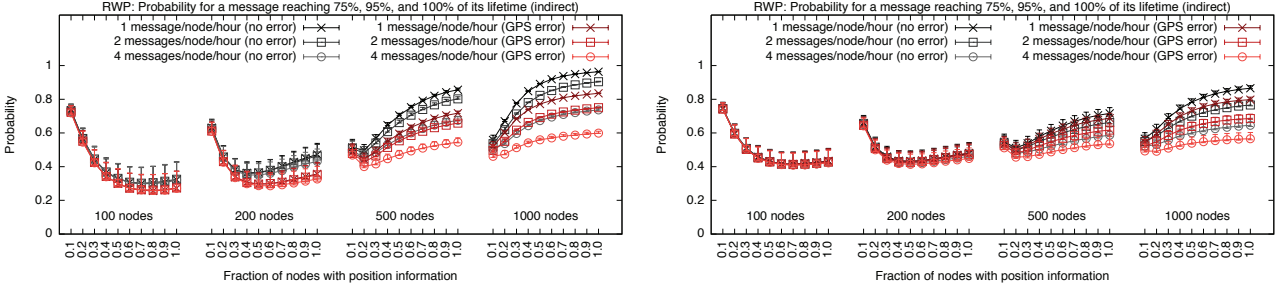 RWP: Probability for a message reaching 75%, 95%, and 100% of its lifetime (indirect)
1 message/node/hour (no error)
2 messages/node/hour (no error)
4 messages/node/hour (no error)
1 message/node/hour (GPS error)
2 messages/node/hour (GPS error)
4 messages/node/hour (GPS error)
Probability
1
0.8
0.6
0.4
0.2
0
100 nodes
200 nodes
500 nodes
1000 nodes
0.1 0.2 0.3 0.4 0.5 0.6 0.7 0.8 0.9 1.0
0.1 0.2 0.3 0.4 0.5 0.6 0.7 0.8 0.9 1.0
0.1 0.2 0.3 0.4 0.5 0.6 0.7 0.8 0.9 1.0
0.1 0.2 0.3 0.4 0.5 0.6 0.7 0.8 0.9 1.0
Fraction of nodes with position information
RWP: Probability for a message reaching 75%, 95%, and 100% of its lifetime (indirect)
1 message/node/hour (no error)
2 messages/node/hour (no error)
4 messages/node/hour (no error)
1 message/node/hour (GPS error)
2 messages/node/hour (GPS error)
4 messages/node/hour (GPS error)
Probability
1
0.8
0.6
0.4
0.2
0
100 nodes
200 nodes
500 nodes
1000 nodes
0.1 0.2 0.3 0.4 0.5 0.6 0.7 0.8 0.9 1.0
0.1 0.2 0.3 0.4 0.5 0.6 0.7 0.8 0.9 1.0
0.1 0.2 0.3 0.4 0.5 0.6 0.7 0.8 0.9 1.0
0.1 0.2 0.3 0.4 0.5 0.6 0.7 0.8 0.9 1.0
Fraction of nodes with position information